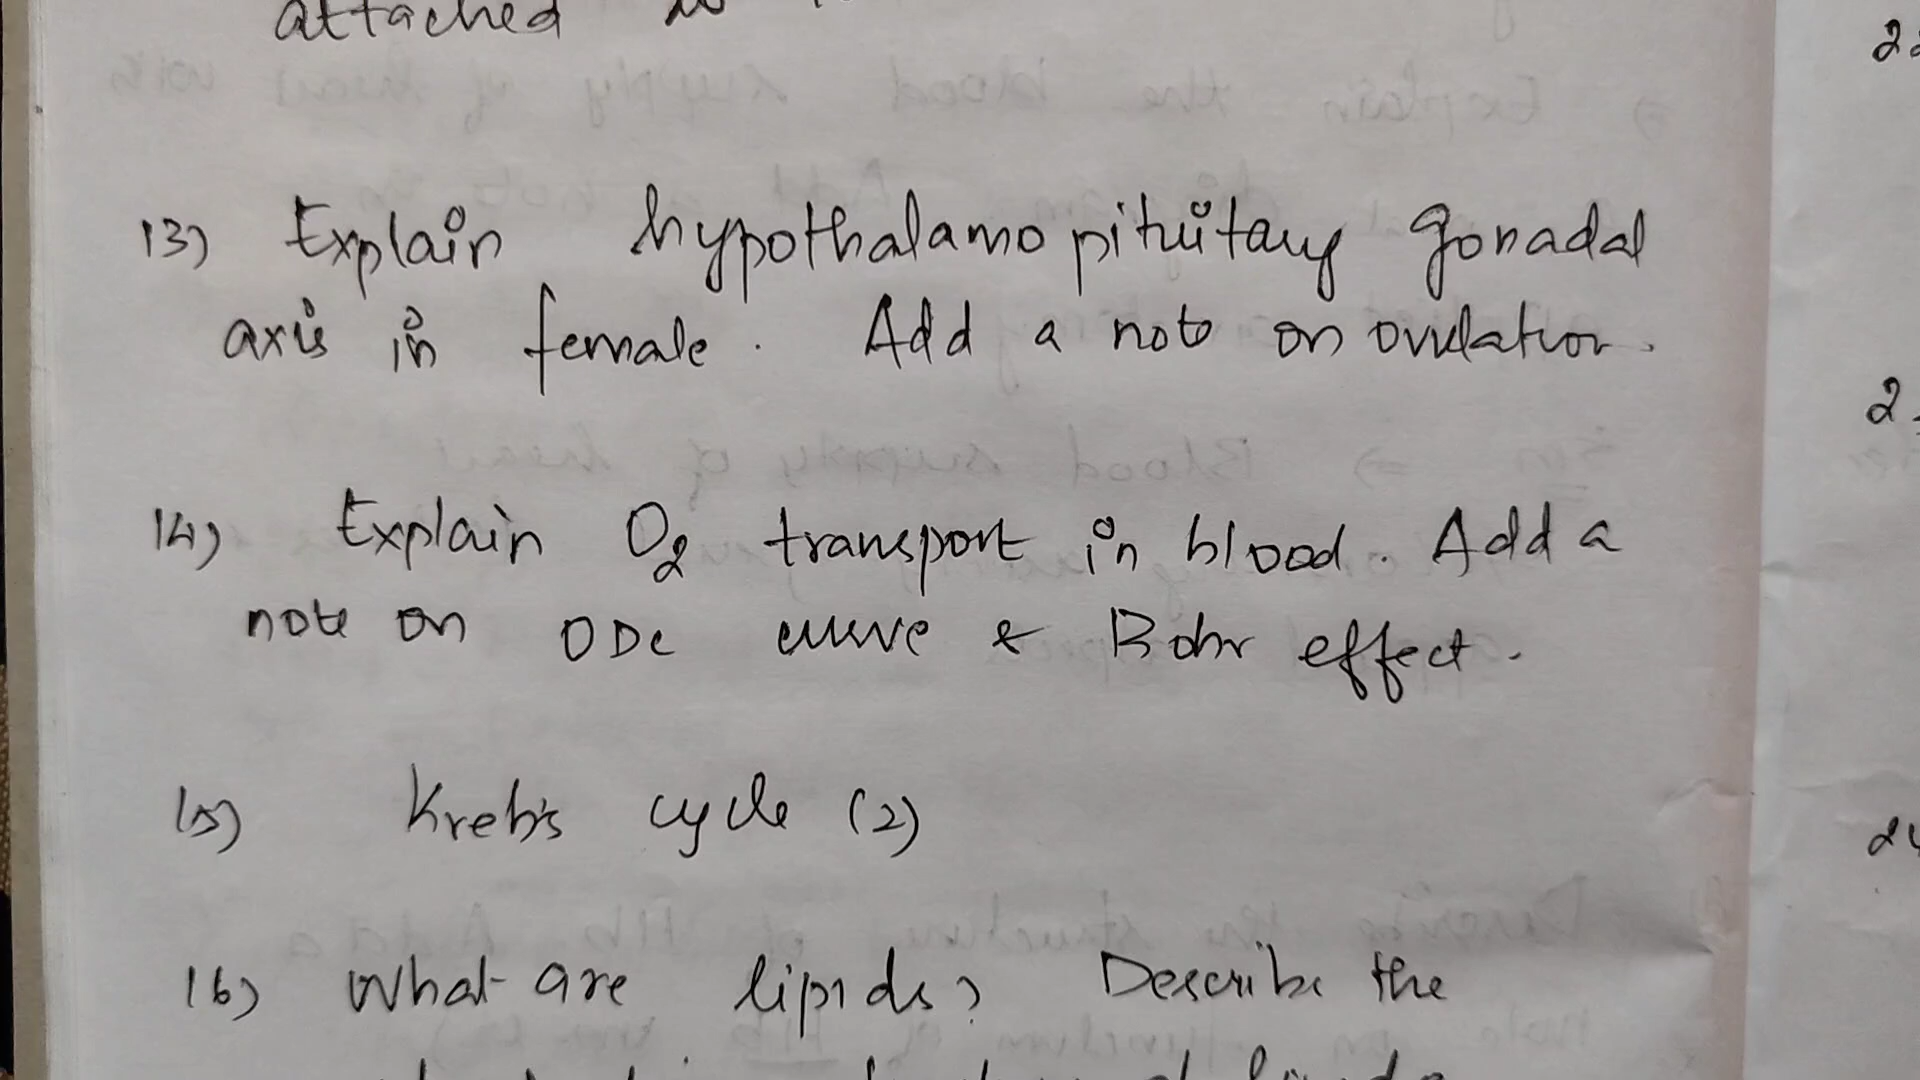 attached
13) Explain hypothalamo pituitary gonadal
axis in female. Add a note on ovulation.
14) Explain O2 transport in blood. Add a
note on ODC curve & Bohr effect.
15) Kreb's cycle (2)
16) What are lipids? Describe the